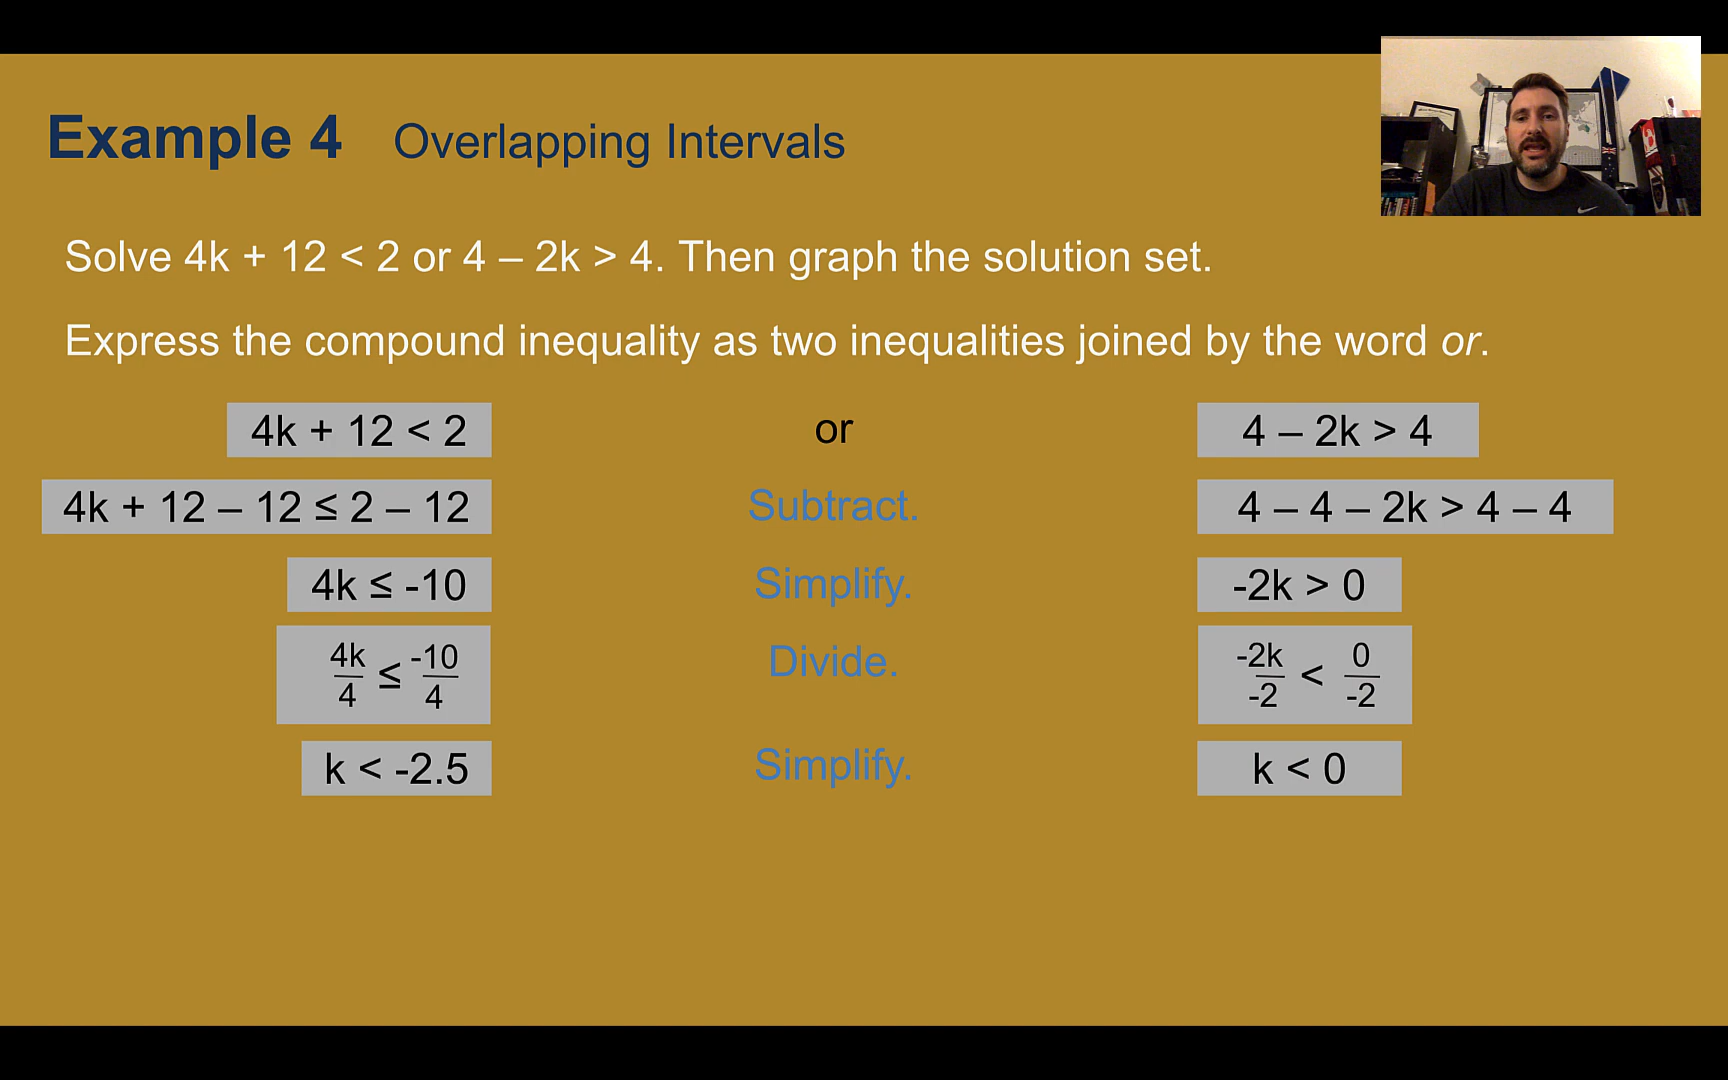 Example 4 Overlapping Intervals
Solve 4k + 12 < 2 or 4 – 2k > 4. Then graph the solution set.
Express the compound inequality as two inequalities joined by the word or.
4k + 12 < 2 or 4 – 2k > 4
4k + 12 – 12 ≤ 2 – 12 Subtract. 4 – 4 – 2k > 4 – 4
4k ≤ -10 Simplify. -2k > 0
4k/4 ≤ -10/4 Divide. -2k/-2 < 0/-2
k < -2.5 Simplify. k < 0